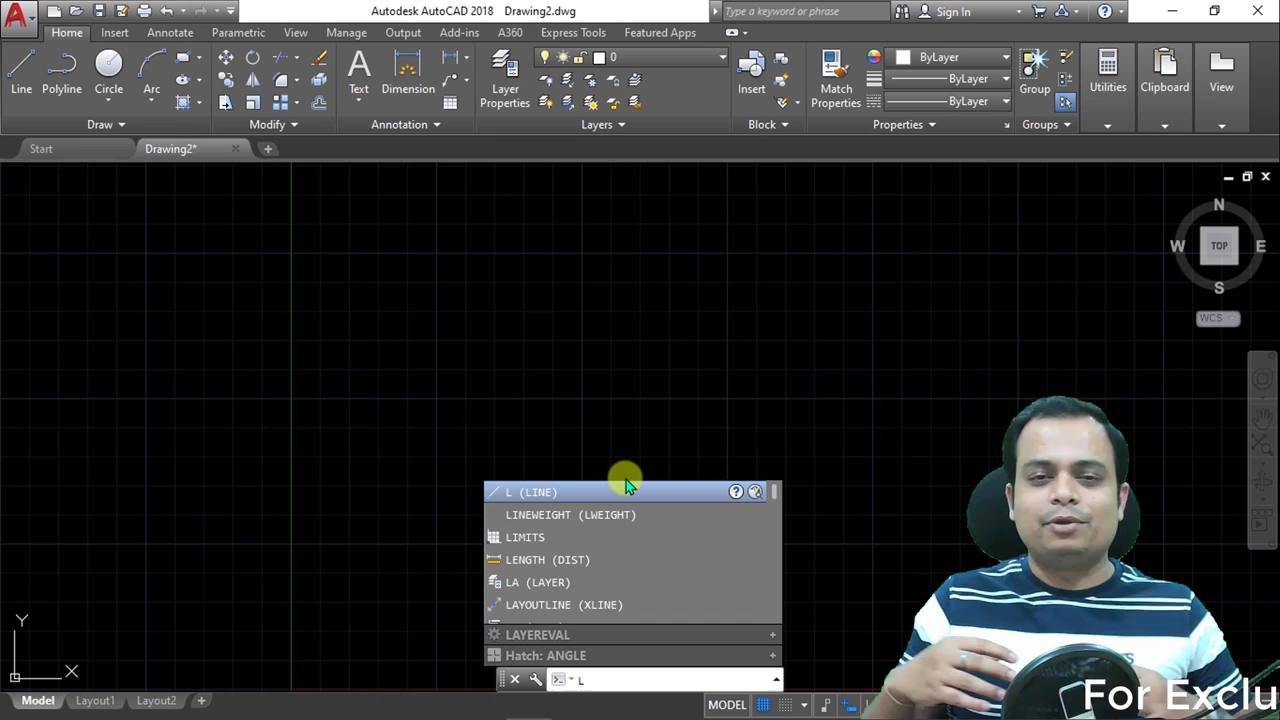 Autodesk AutoCAD 2018 Drawing2.dwg
Type a keyword or phrase
Sign In
Home Insert Annotate Parametric View Manage Output Add-ins A360 Express Tools Featured Apps
0
ByLayer
ByLayer
ByLayer
Line Polyline Circle Arc Text Dimension Layer Properties Insert Match Properties Group Utilities Clipboard View
Draw Modify Annotation Layers Block Properties Groups
Start Drawing2*
N
W TOP E
S
WCS
L (LINE)
LINEWEIGHT (LWEIGHT)
LIMITS
LENGTH (DIST)
LA (LAYER)
LAYOUTLINE (XLINE)
LAYEREVAL
Hatch: ANGLE
L
Y
X
Model Layout1 Layout2
MODEL
For Exclu